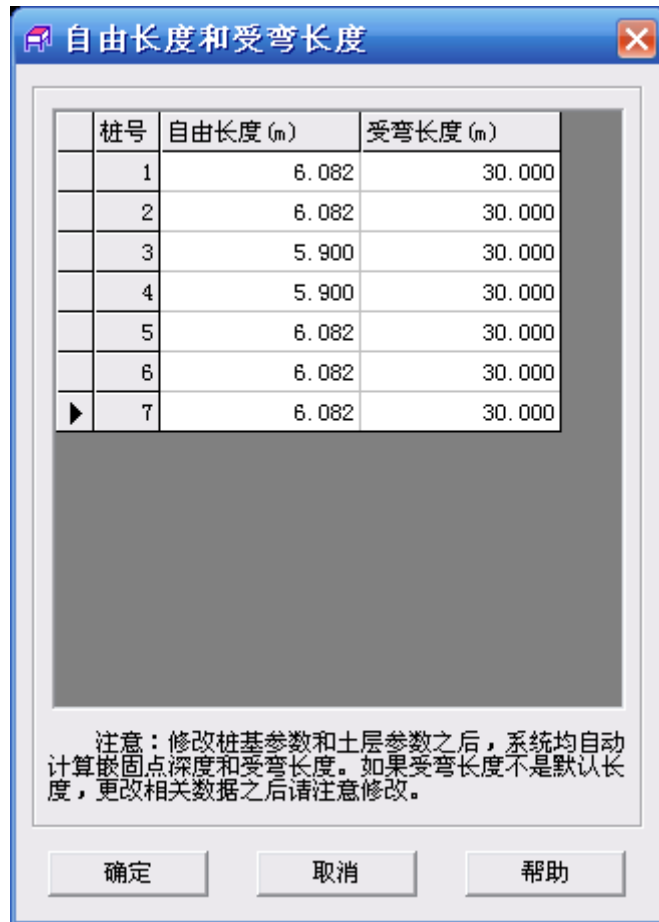 自由长度和受弯长度
桩号 自由长度(m) 受弯长度(m)
1 6.082 30.000
2 6.082 30.000
3 5.900 30.000
4 5.900 30.000
5 6.082 30.000
6 6.082 30.000
7 6.082 30.000
注意：修改桩基参数和土层参数之后，系统均自动
计算嵌固点深度和受弯长度。如果受弯长度不是默认长
度，更改相关数据之后请注意修改。
确定 取消 帮助